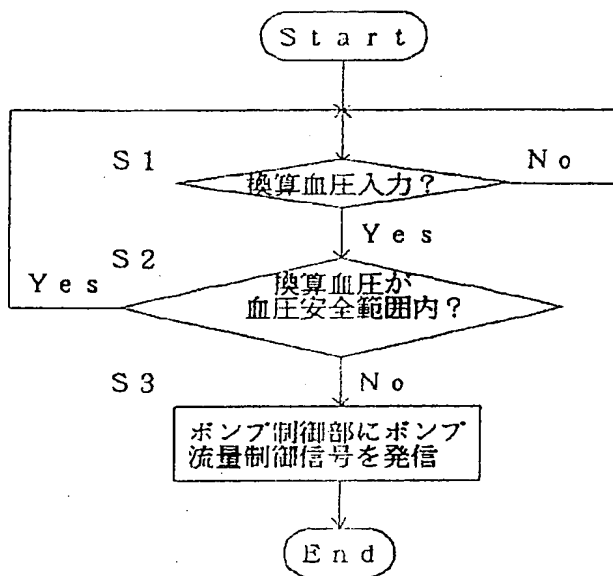 Start
S1
換算血圧入力?
No
Yes
S2
Yes
換算血圧が
血圧安全範囲内?
S3
No
ポンプ制御部にポンプ
流量制御信号を発信
End